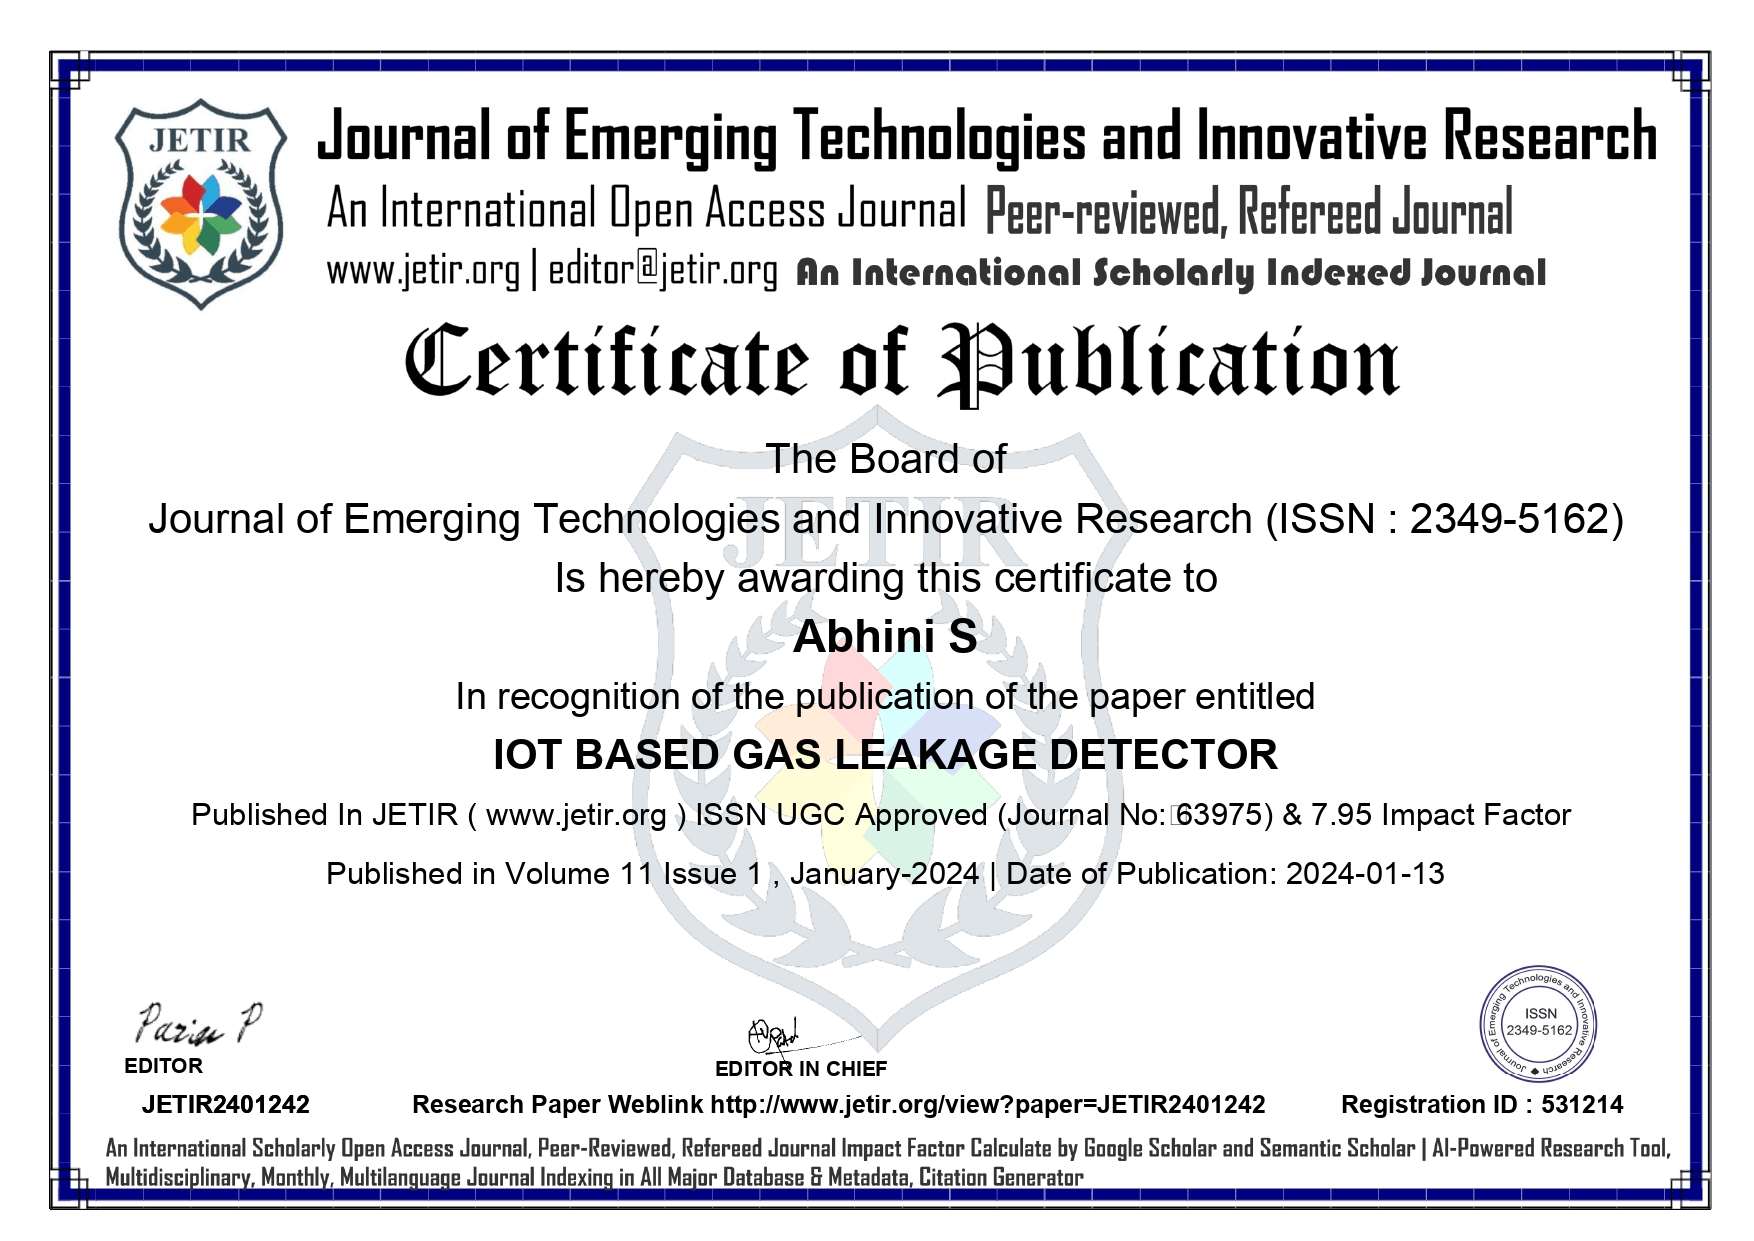 JETIR
Journal of Emerging Technologies and Innovative Research
An International Open Access Journal Peer-reviewed, Refereed Journal
www.jetir.org | editor@jetir.org An International Scholarly Indexed Journal
Certificate of Publication
The Board of
JETIR
Journal of Emerging Technologies and Innovative Research (ISSN : 2349-5162)
Is hereby awarding this certificate to
Abhini S
In recognition of the publication of the paper entitled
IOT BASED GAS LEAKAGE DETECTOR
Published In JETIR ( www.jetir.org ) ISSN UGC Approved (Journal No: 63975) & 7.95 Impact Factor
Published in Volume 11 Issue 1 , January-2024 | Date of Publication: 2024-01-13
Parin P
EDITOR
EDITOR IN CHIEF
Journal of Emerging Technologies and Innovative Research
ISSN
2349-5162
JETIR2401242 Research Paper Weblink http://www.jetir.org/view?paper=JETIR2401242 Registration ID : 531214
An International Scholarly Open Access Journal, Peer-Reviewed, Refereed Journal Impact Factor Calculate by Google Scholar and Semantic Scholar | AI-Powered Research Tool,
Multidisciplinary, Monthly, Multilanguage Journal Indexing in All Major Database & Metadata, Citation Generator